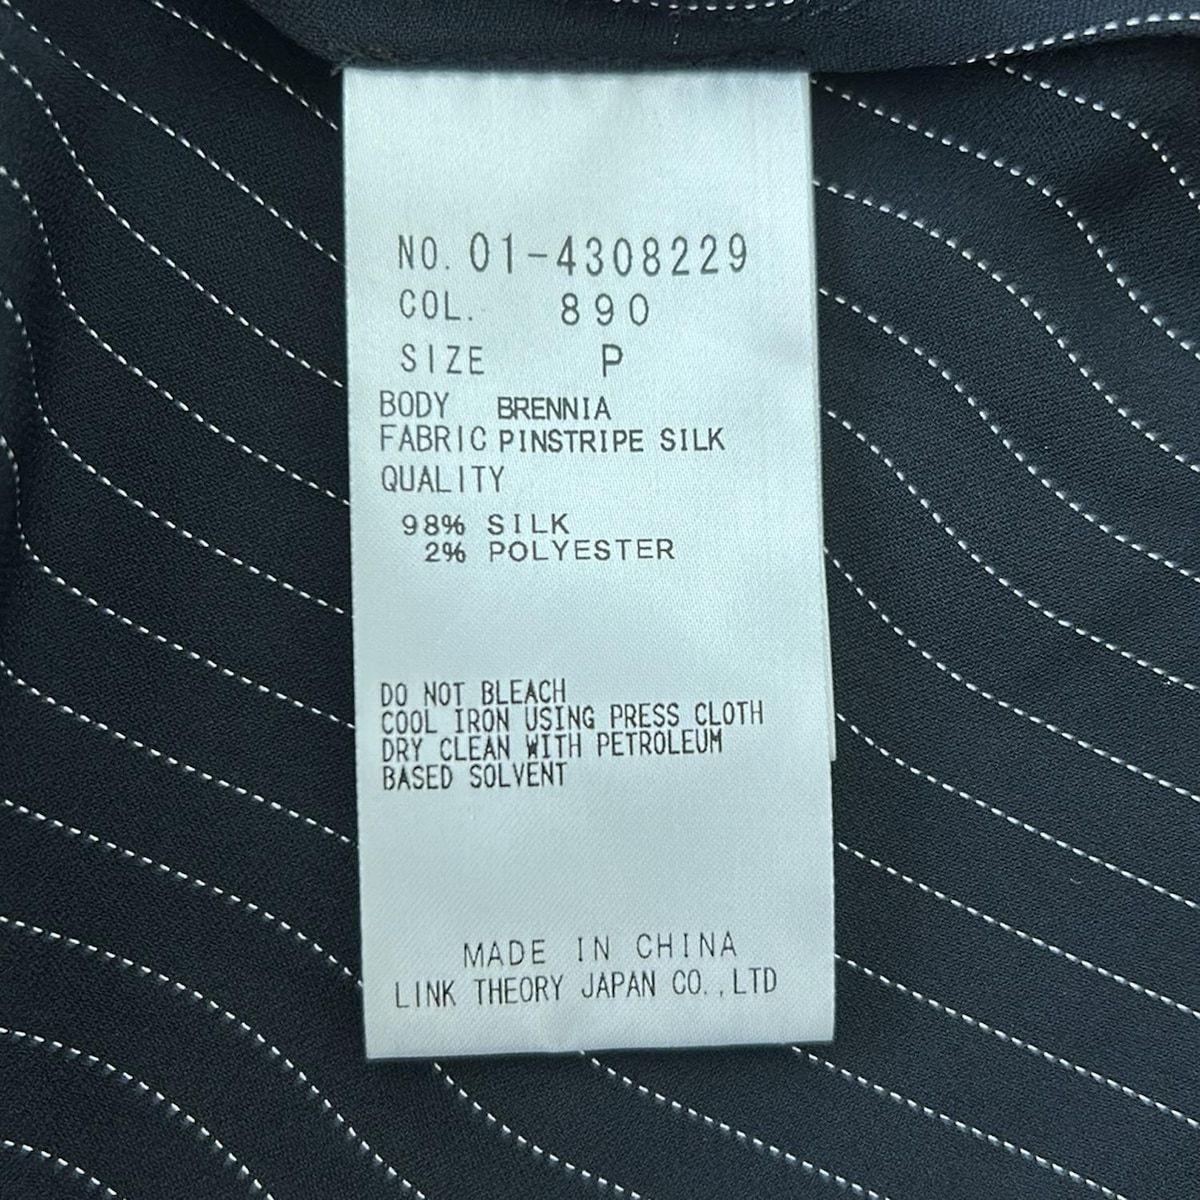 NO. 01-4308229
COL. 890
SIZE P
BODY BRENNIA
FABRIC PINSTRIPE SILK
QUALITY
98% SILK
2% POLYESTER
DO NOT BLEACH
COOL IRON USING PRESS CLOTH
DRY CLEAN WITH PETROLEUM
BASED SOLVENT
MADE IN CHINA
LINK THEORY JAPAN CO.,LTD